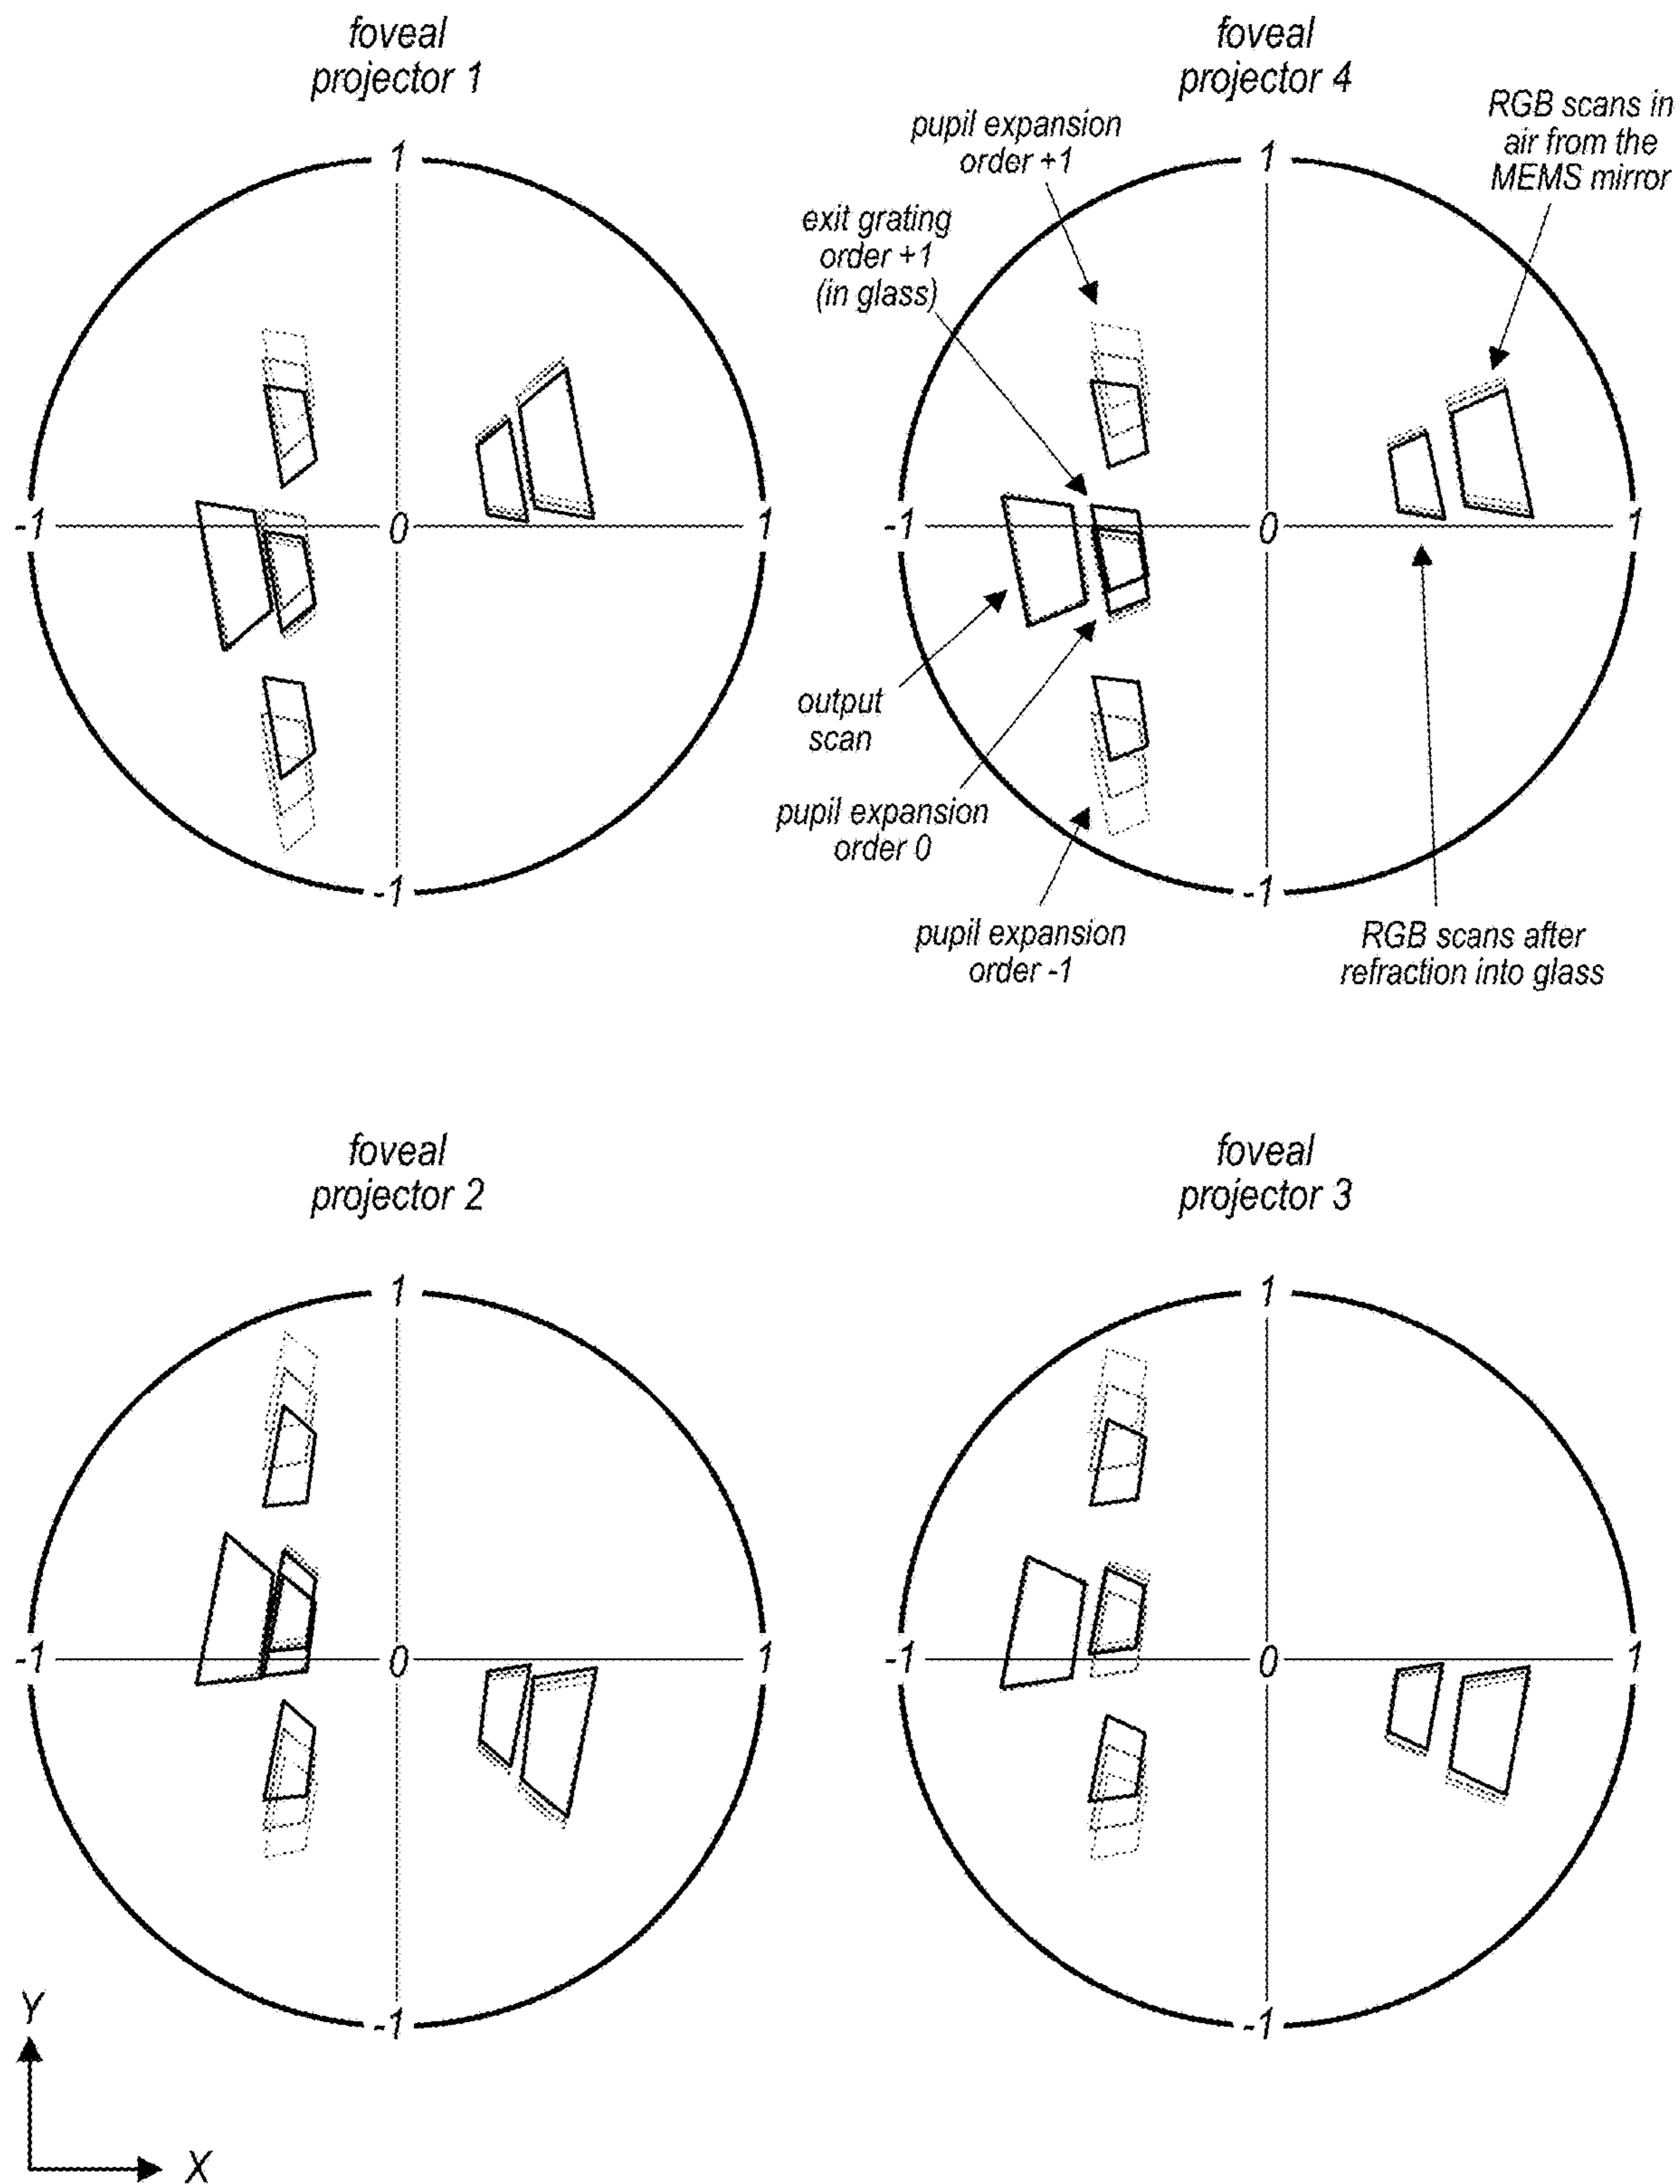 foveal
projector 1
foveal
projector 4
RGB scans in
air from the
MEMS mirror
pupil expansion
order +1
exit grating
order +1
(in glass)
1
-1
0
1
-1
1
-1
0
1
-1
output
scan
pupil expansion
order 0
pupil expansion
order -1
RGB scans after
refraction into glass
foveal
projector 2
foveal
projector 3
1
-1
0
1
-1
1
-1
0
1
-1
Y
X